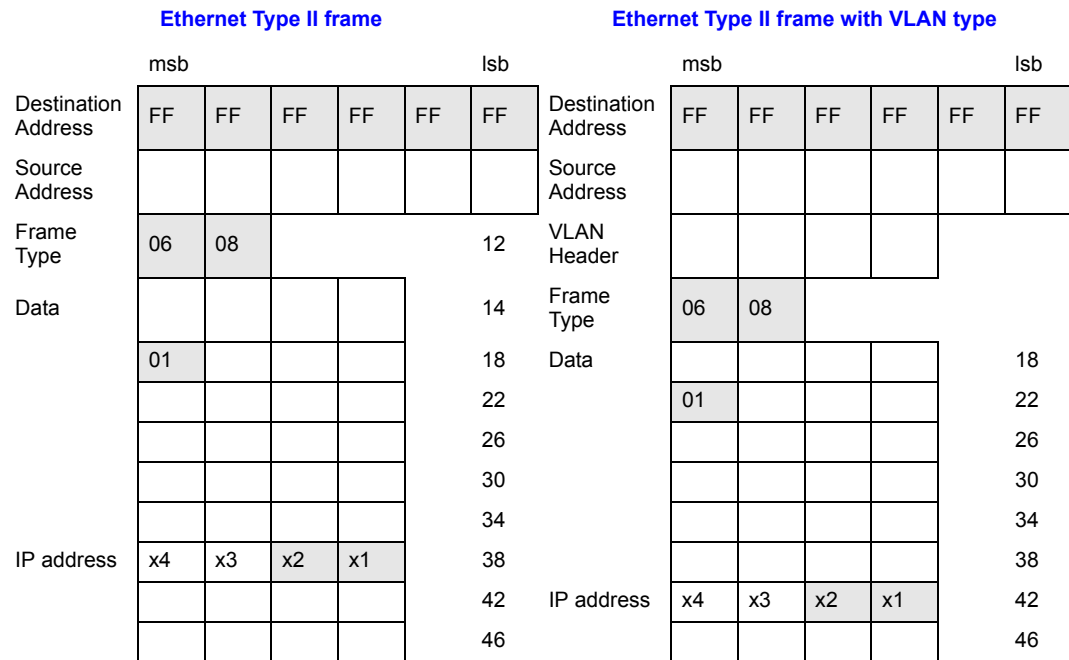 Ethernet Type II frame
Ethernet Type II frame with VLAN type
msb lsb
msb lsb
Destination Address FF FF FF FF FF FF
Destination Address FF FF FF FF FF FF
Source Address
Source Address
Frame Type 06 08 12
VLAN Header
Data 14
Frame Type 06 08
01 18
Data 18
22
01 22
26
26
30
30
34
34
IP address x4 x3 x2 x1 38
38
42
IP address x4 x3 x2 x1 42
46
46